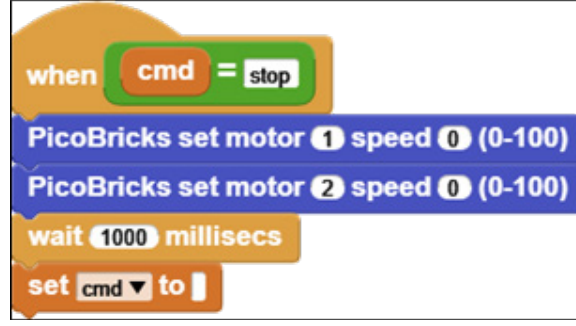 when cmd = stop
PicoBricks set motor 1 speed 0 (0-100)
PicoBricks set motor 2 speed 0 (0-100)
wait 1000 millisecs
set cmd to